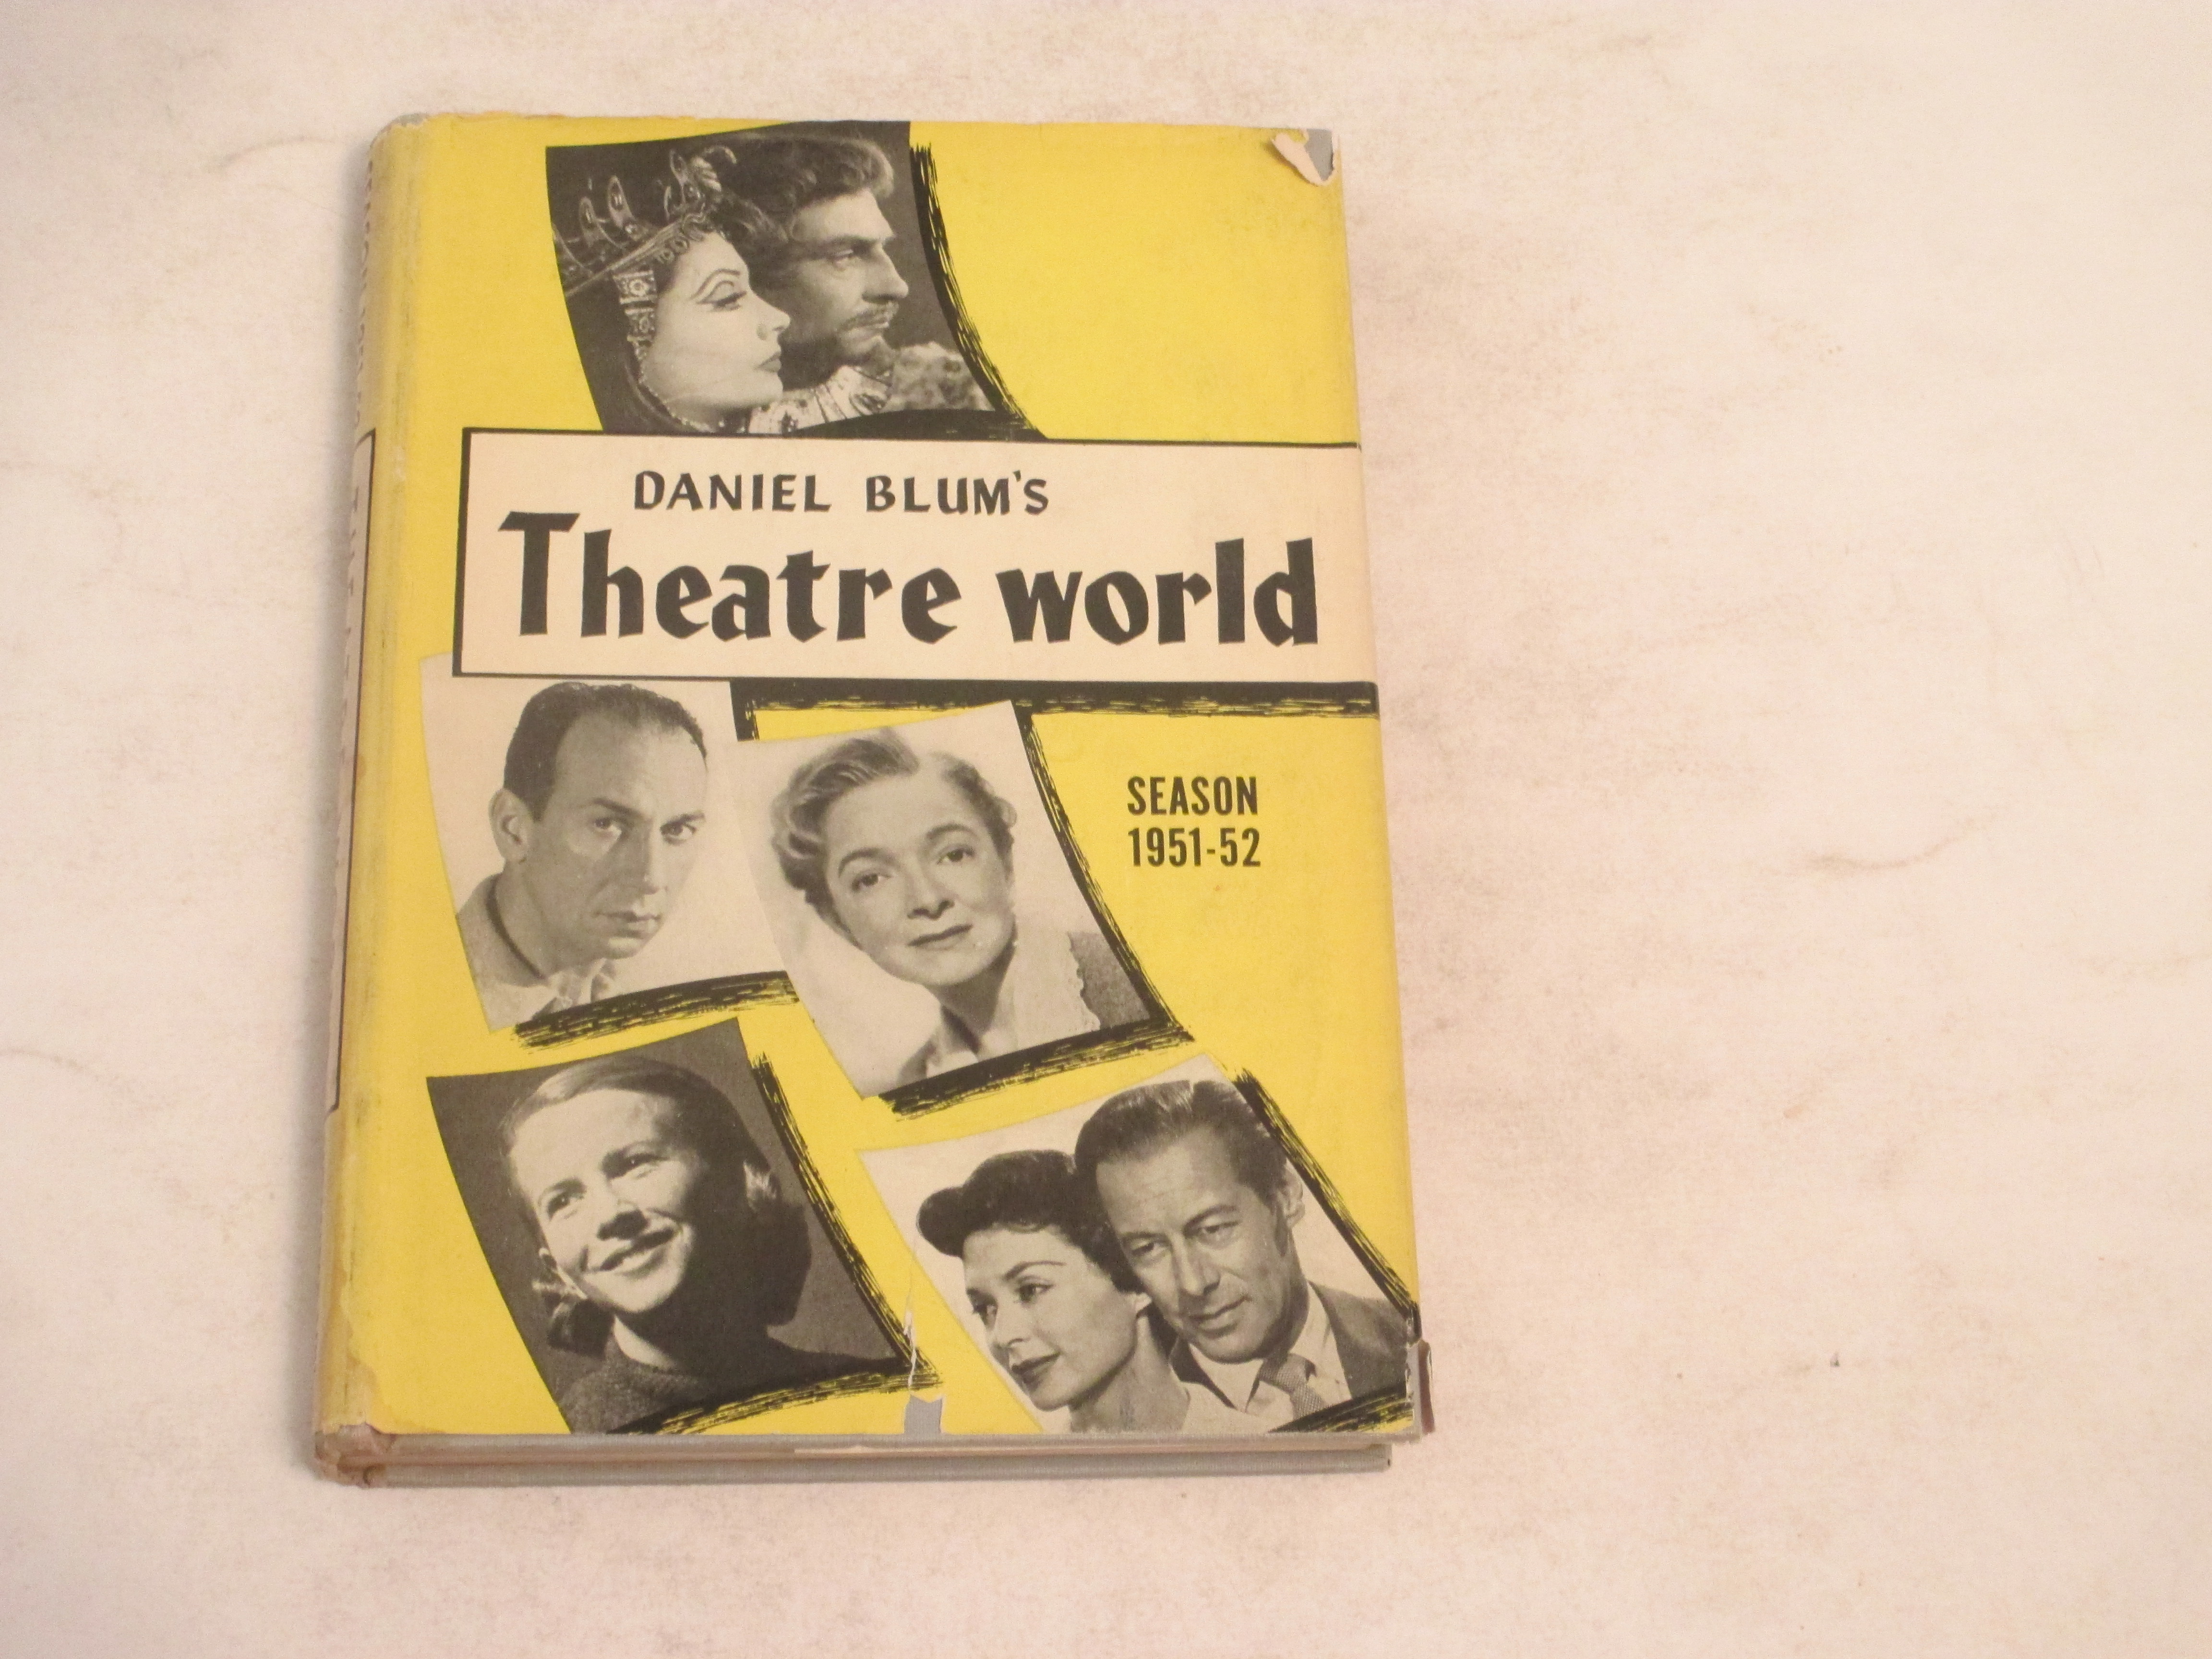 DANIEL BLUM'S
Theatre world
SEASON
1951-52